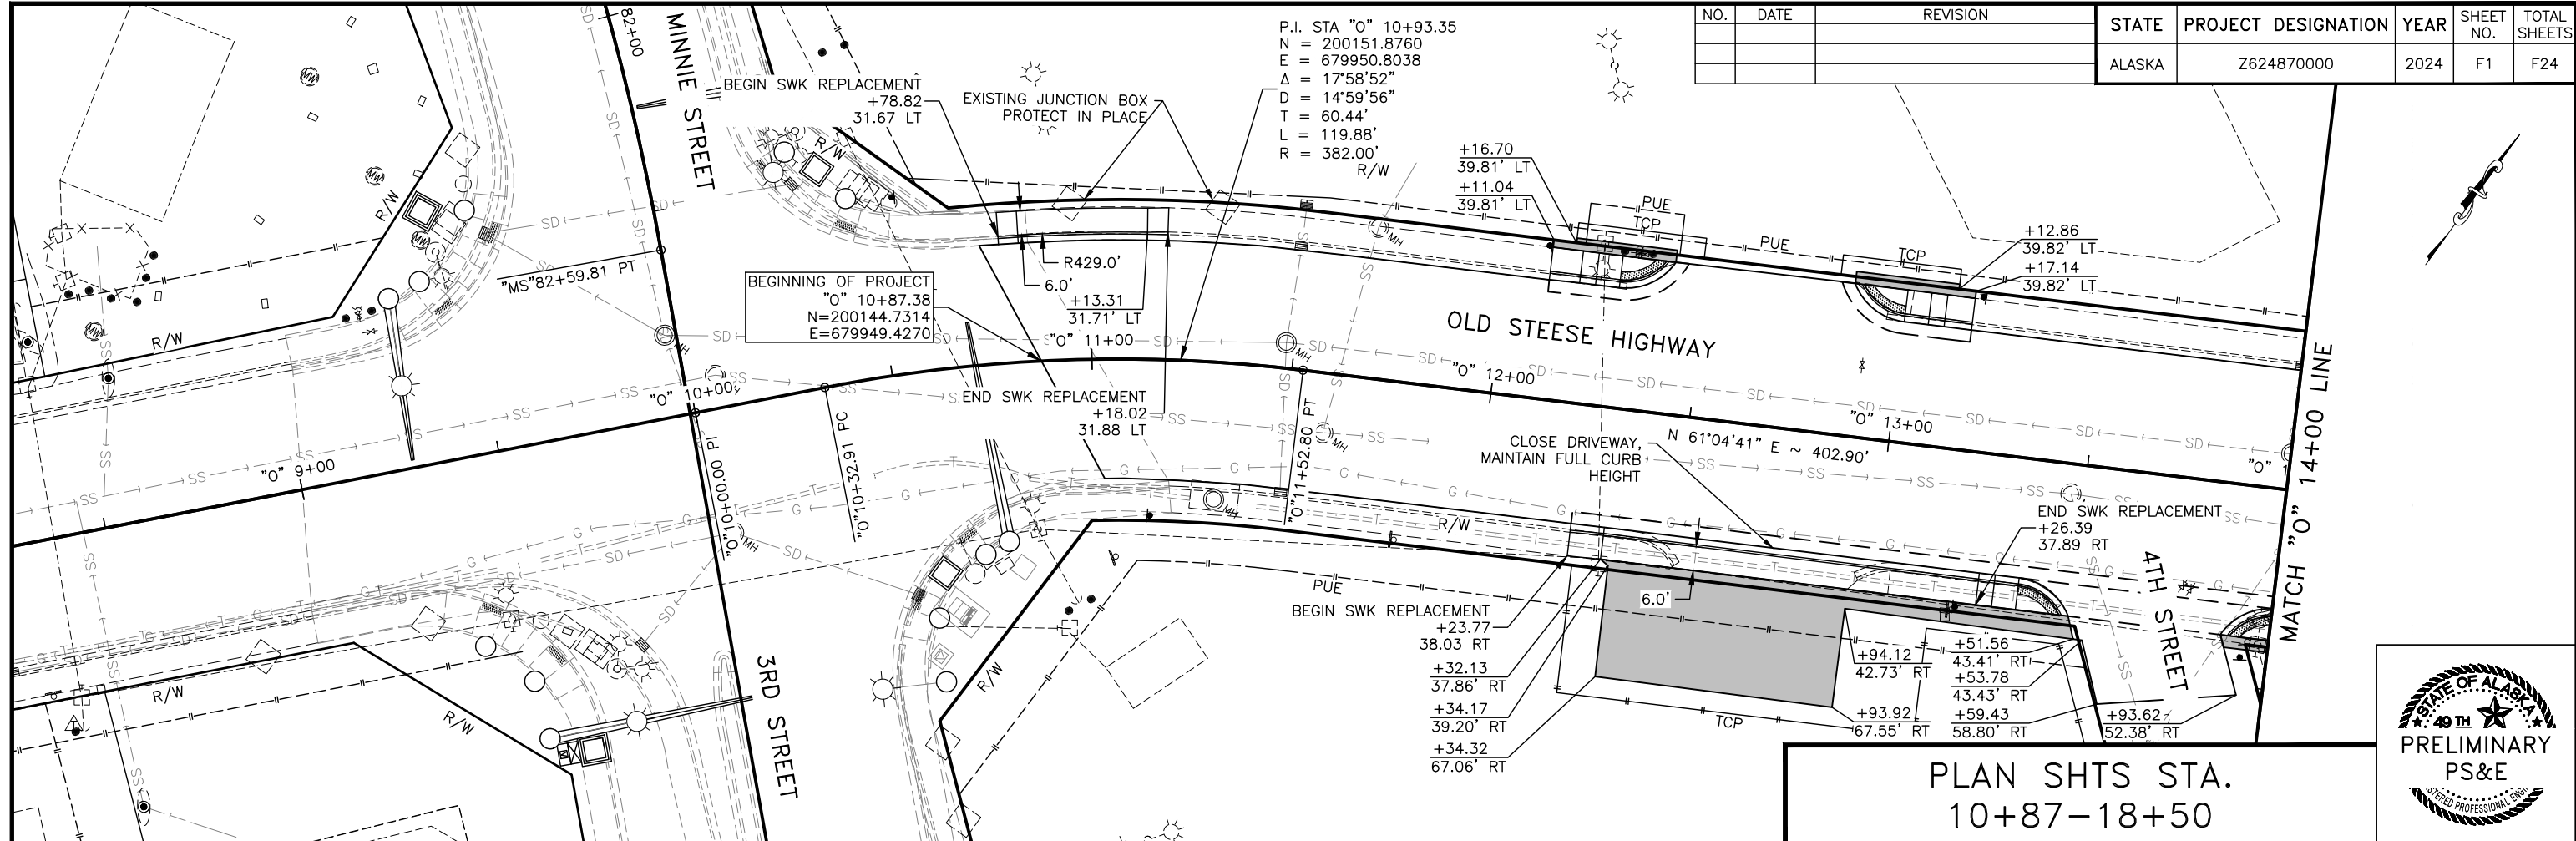 NO.
DATE
REVISION
STATE
PROJECT DESIGNATION
YEAR
SHEET NO.
TOTAL SHEETS
ALASKA
Z624870000
2024
F1
F24
82+00
MINNIE STREET
P.I. STA "O" 10+93.35
N = 200151.8760
E = 679950.8038
Δ = 17°58'52"
D = 14°59'56"
T = 60.44'
L = 119.88'
R = 382.00'
R/W
BEGIN SWK REPLACEMENT
+78.82
31.67 LT
EXISTING JUNCTION BOX
PROTECT IN PLACE
R/W
R/W
R/W
+16.70
39.81' LT
+11.04
39.81' LT
PUE
TCP
PUE
TCP
+12.86
39.82' LT
+17.14
39.82' LT
"MS"82+59.81 PT
BEGINNING OF PROJECT
"O" 10+87.38
N=200144.7314
E=679949.4270
R429.0'
6.0'
+13.31
31.71' LT
"O" 11+00
OLD STEESE HIGHWAY
"O" 12+00
"O" 13+00
N 61°04'41" E ~ 402.90'
MATCH "O" 14+00 LINE
"O" 9+00
"O" 10+00
"O"10+00.00 PI
"O"10+32.91 PC
"O"11+52.80 PT
END SWK REPLACEMENT
+18.02
31.88 LT
CLOSE DRIVEWAY,
MAINTAIN FULL CURB
HEIGHT
END SWK REPLACEMENT
+26.39
37.89 RT
4TH STREET
3RD STREET
R/W
R/W
R/W
R/W
PUE
BEGIN SWK REPLACEMENT
+23.77
38.03 RT
+32.13
37.86' RT
+34.17
39.20' RT
+34.32
67.06' RT
6.0'
TCP
+94.12
42.73' RT
+93.92
67.55' RT
+51.56
43.41' RT
+53.78
43.43' RT
+59.43
58.80' RT
+93.62
52.38' RT
MH
SD
SS
G
T
MW
PLAN SHTS STA.
10+87-18+50
STATE OF ALASKA
49 TH
PRELIMINARY
PS&E